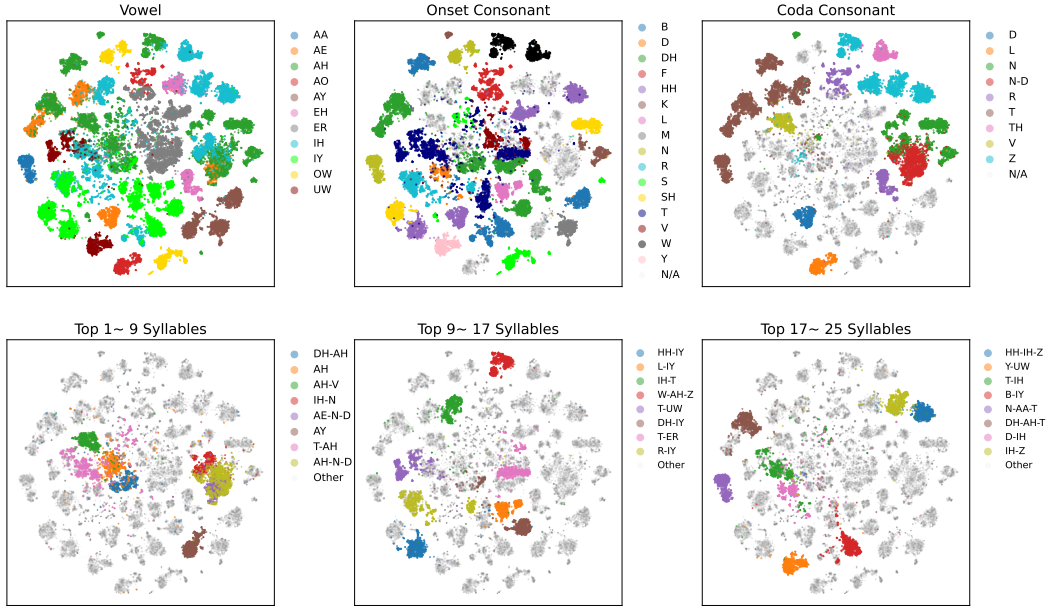 Vowel
AA
AE
AH
AO
AY
EH
ER
IH
IY
OW
UW
Onset Consonant
B
D
DH
F
HH
K
L
M
N
R
S
SH
T
V
W
Y
N/A
Coda Consonant
D
L
N
N-D
R
T
TH
V
Z
N/A
Top 1~ 9 Syllables
DH-AH
AH
AH-V
IH-N
AE-N-D
AY
T-AH
AH-N-D
Other
Top 9~ 17 Syllables
HH-IY
L-IY
IH-T
W-AH-Z
T-UW
DH-IY
T-ER
R-IY
Other
Top 17~ 25 Syllables
HH-IH-Z
Y-UW
T-IH
B-IY
N-AA-T
DH-AH-T
D-IH
IH-Z
Other